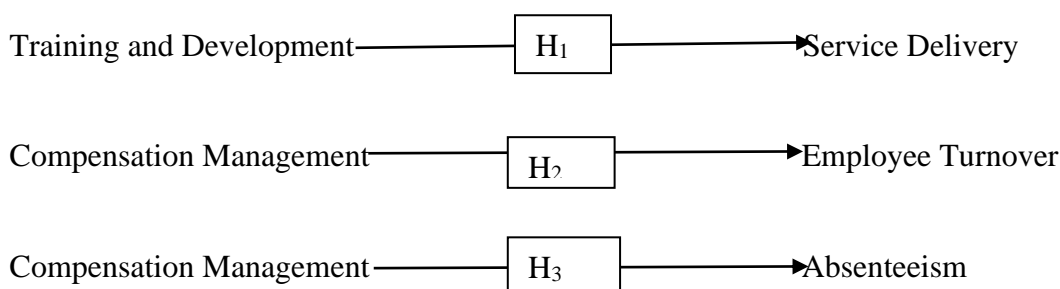 Training and Development H₁ Service Delivery
Compensation Management H₂ Employee Turnover
Compensation Management H₃ Absenteeism